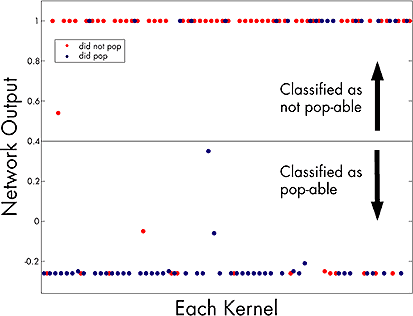 1
0.8
0.6
0.4
0.2
0
-0.2
did not pop
did pop
Classified as
not pop-able
Classified as
pop-able
Network Output
Each Kernel